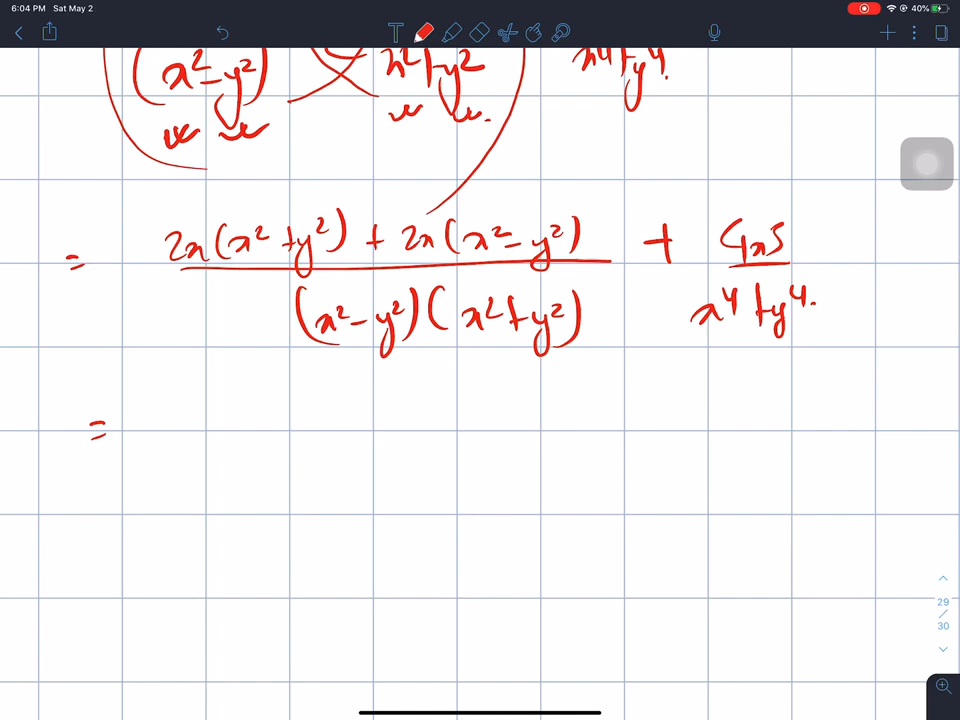 6:04 PM Sat May 2
40%
(x²-y²) x²+y² x⁴+y⁴.
= 2x(x²+y²) + 2x(x²-y²) + 4x5
(x²-y²)(x²+y²) x⁴+y⁴.
=
29
/
30